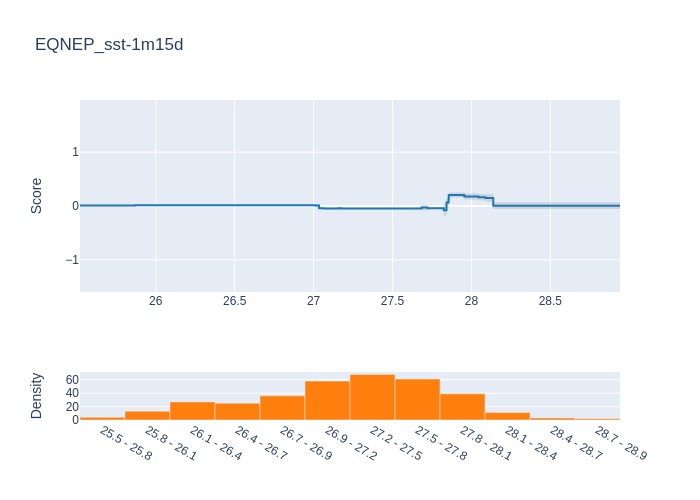 EQNEP_sst-1m15d
Score
1
0
−1
26
26.5
27
27.5
28
28.5
Density
60
40
20
0
25.5 - 25.8
25.8 - 26.1
26.1 - 26.4
26.4 - 26.7
26.7 - 26.9
26.9 - 27.2
27.2 - 27.5
27.5 - 27.8
27.8 - 28.1
28.1 - 28.4
28.4 - 28.7
28.7 - 28.9